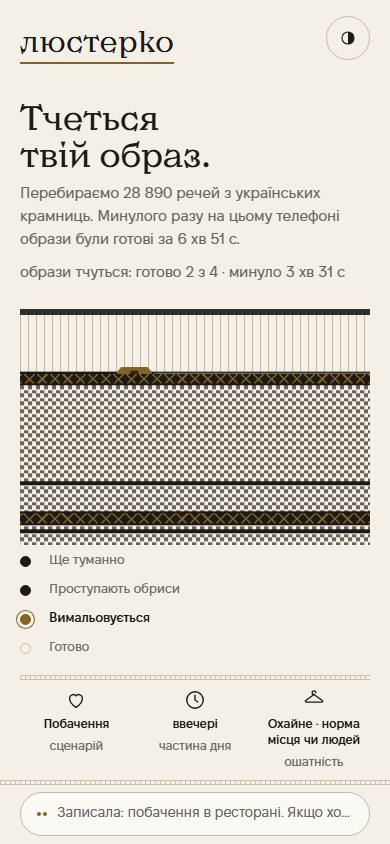 люстерко
Тчеться
твій образ.
Перебираємо 28 890 речей з українських
крамниць. Минулого разу на цьому телефоні
образи були готові за 6 хв 51 с.
образи тчуться: готово 2 з 4 · минуло 3 хв 31 с
Ще туманно
Проступають обриси
Вимальовується
Готово
Побачення
сценарій
ввечері
частина дня
Охайне · норма
місця чи людей
ошатність
Записала: побачення в ресторані. Якщо хо...